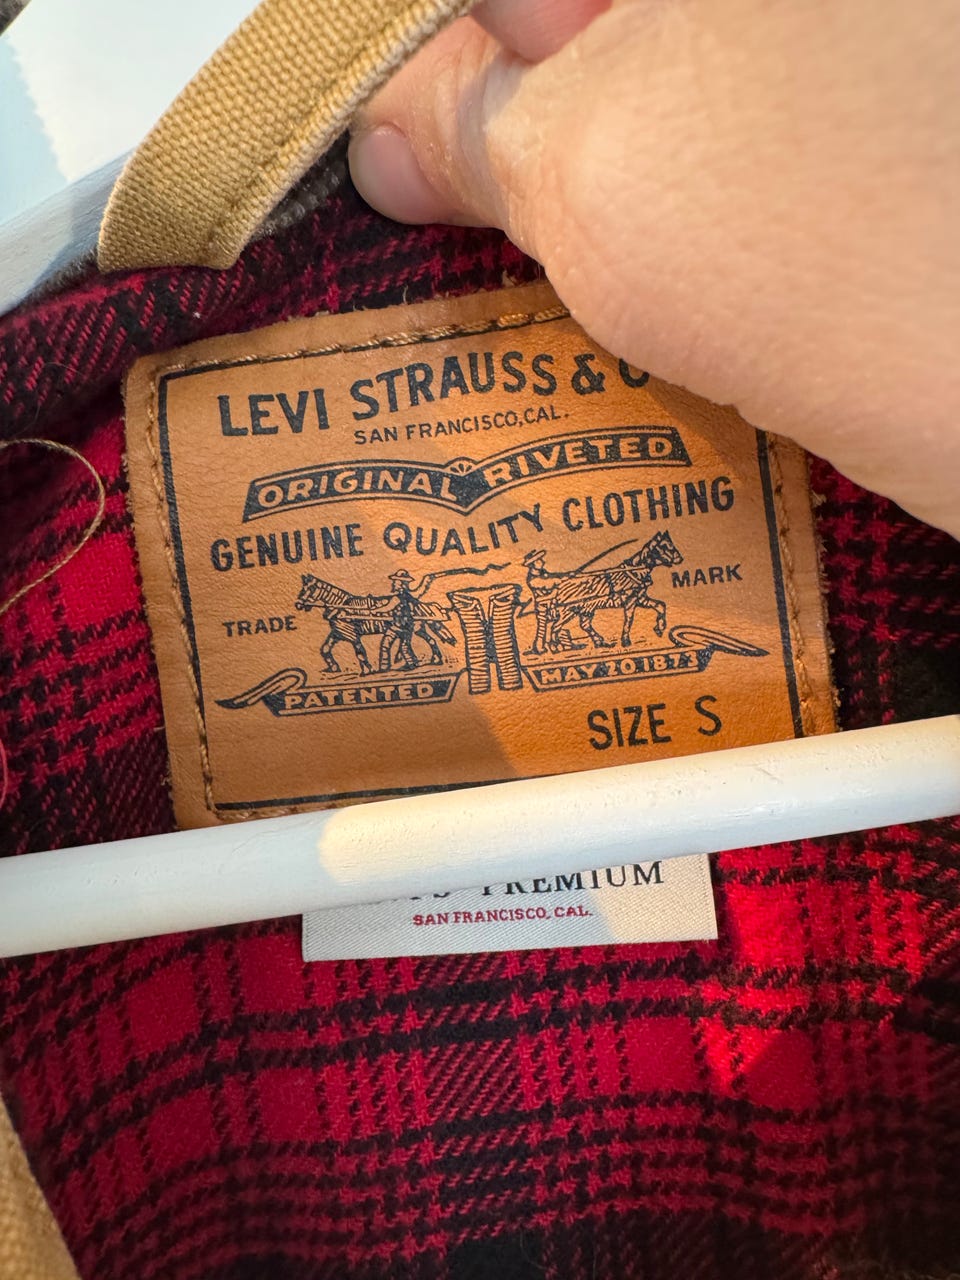 LEVI STRAUSS &
SAN FRANCISCO, CAL.
ORIGINAL RIVETED
GENUINE QUALITY CLOTHING
TRADE MARK
PATENTED MAY 20 1873
SIZE S
PREMIUM
SAN FRANCISCO, CAL.